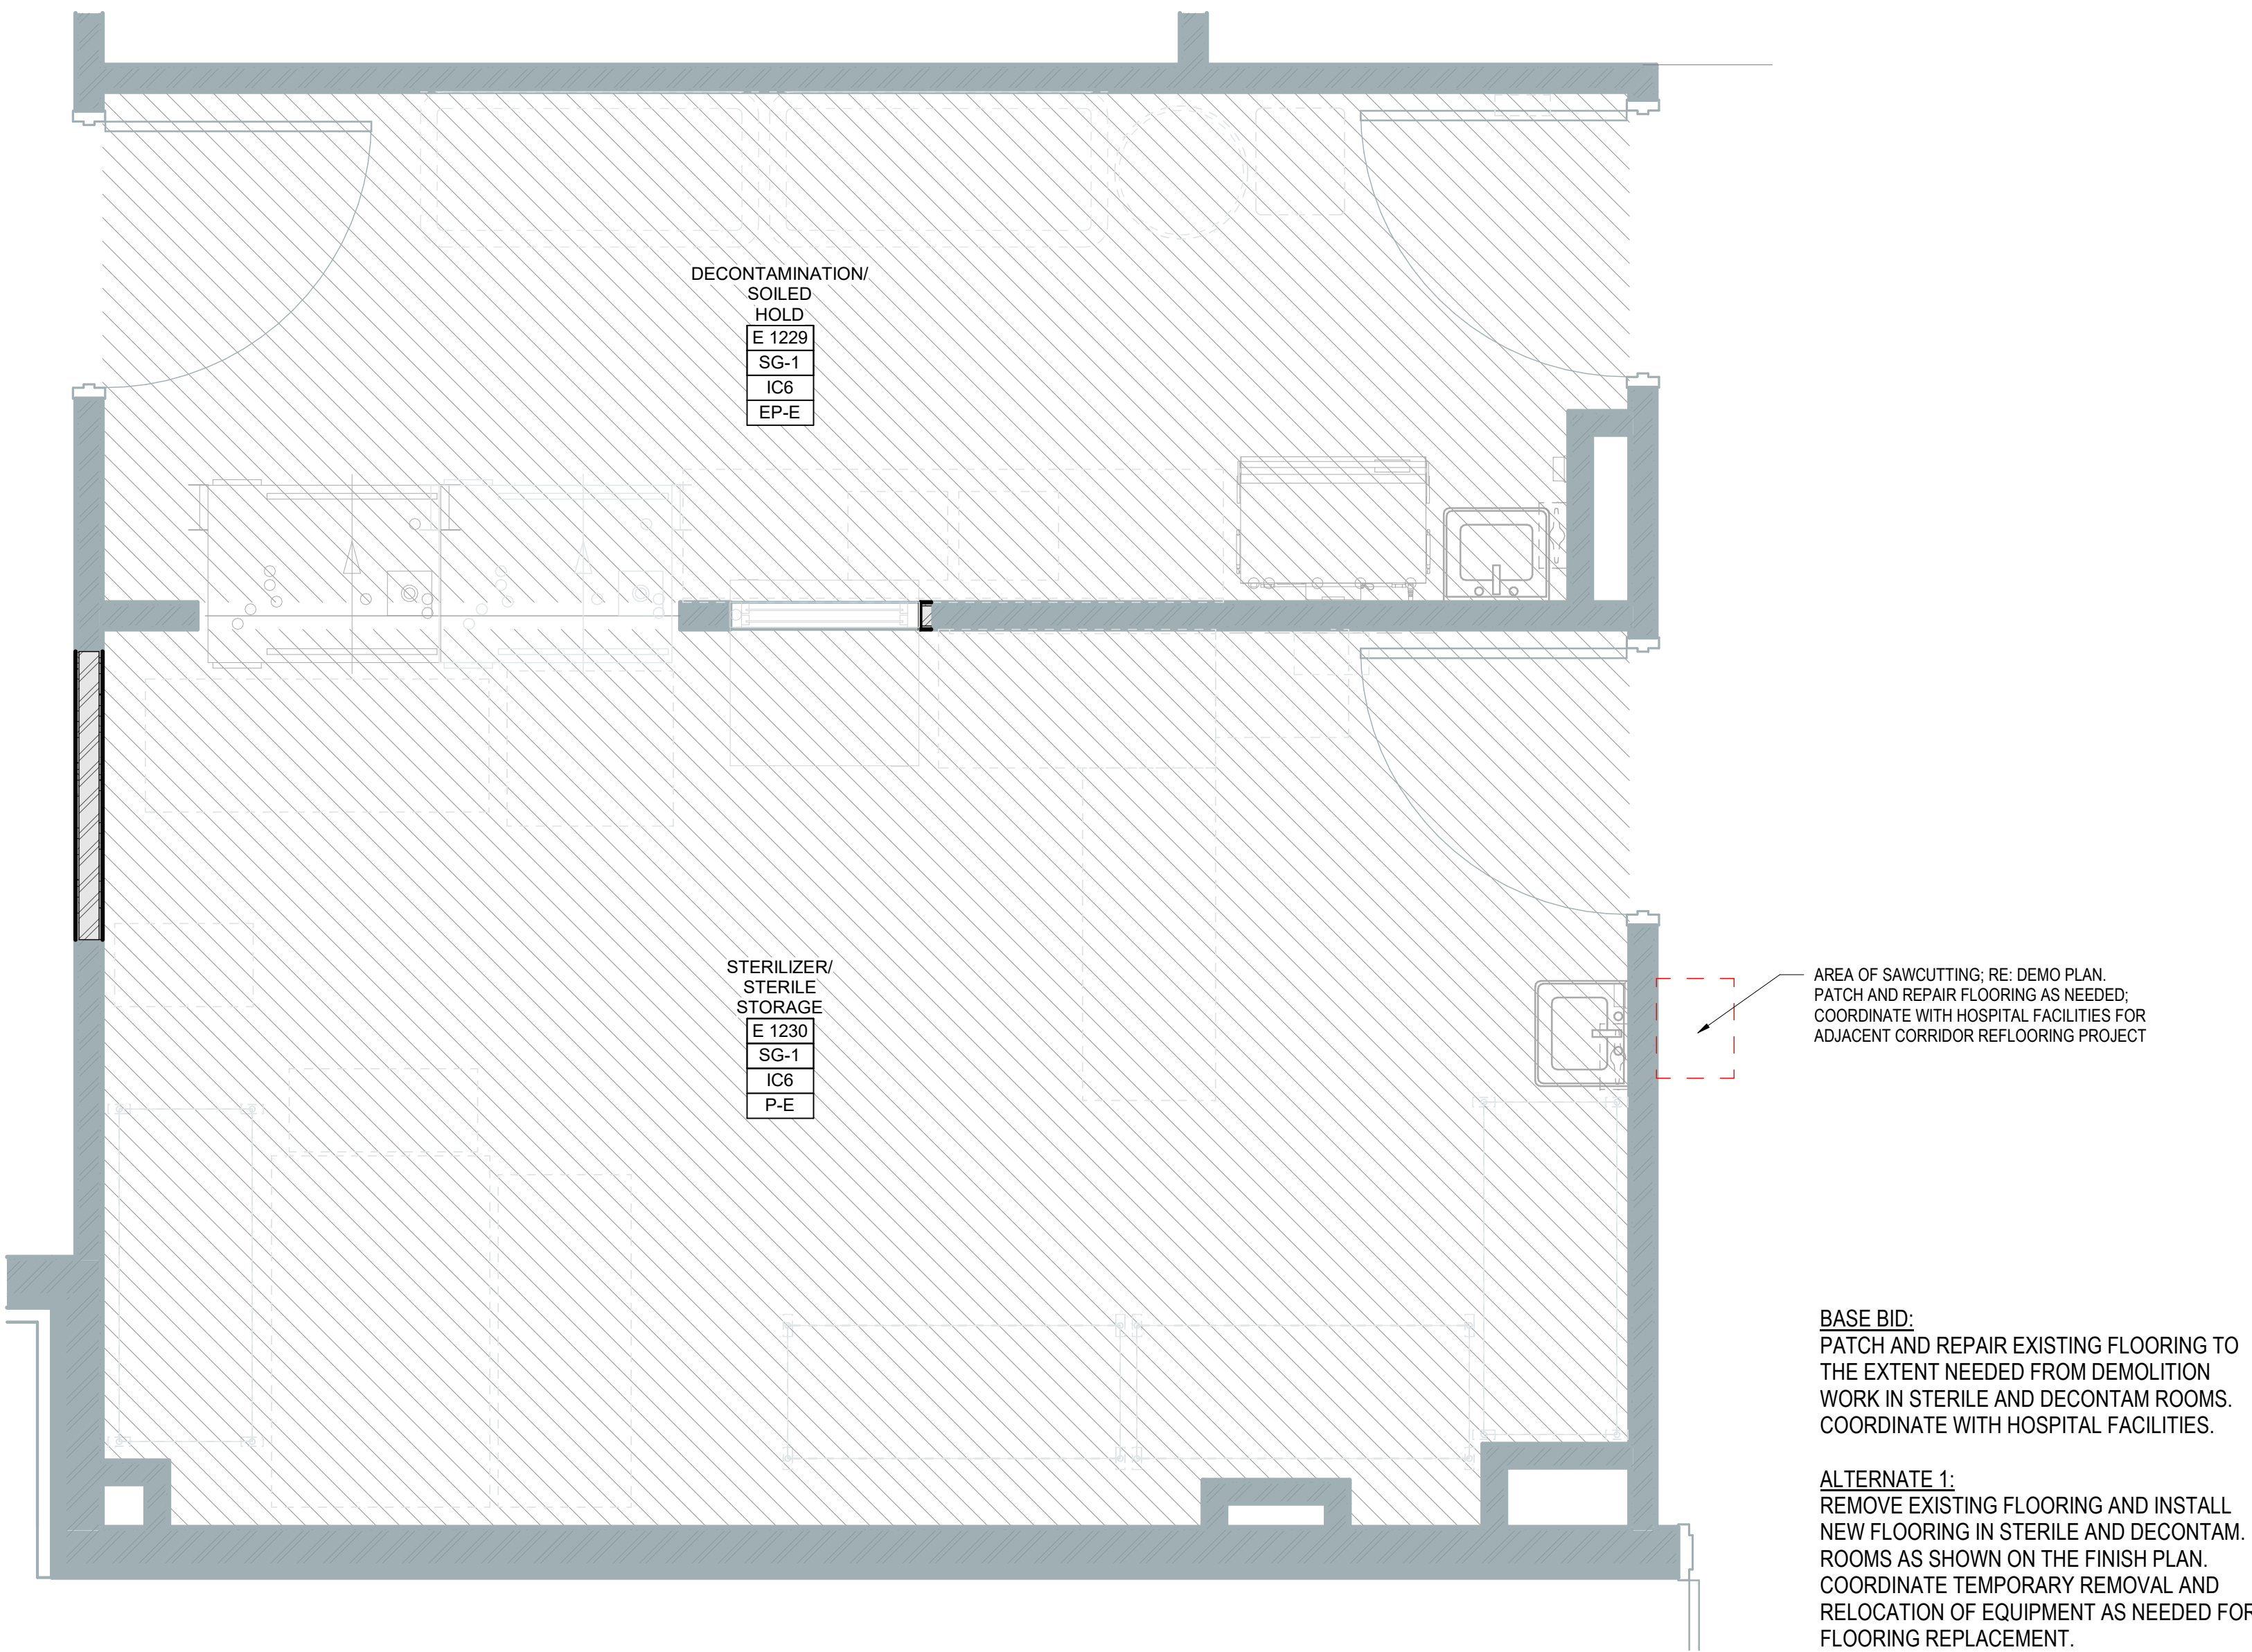 DECONTAMINATION/
SOILED
HOLD
E 1229
SG-1
IC6
EP-E
STERILIZER/
STERILE
STORAGE
E 1230
SG-1
IC6
P-E
AREA OF SAWCUTTING; RE: DEMO PLAN.
PATCH AND REPAIR FLOORING AS NEEDED;
COORDINATE WITH HOSPITAL FACILITIES FOR
ADJACENT CORRIDOR REFLOORING PROJECT
BASE BID:
PATCH AND REPAIR EXISTING FLOORING TO
THE EXTENT NEEDED FROM DEMOLITION
WORK IN STERILE AND DECONTAM ROOMS.
COORDINATE WITH HOSPITAL FACILITIES.
ALTERNATE 1:
REMOVE EXISTING FLOORING AND INSTALL
NEW FLOORING IN STERILE AND DECONTAM.
ROOMS AS SHOWN ON THE FINISH PLAN.
COORDINATE TEMPORARY REMOVAL AND
RELOCATION OF EQUIPMENT AS NEEDED FOR
FLOORING REPLACEMENT.